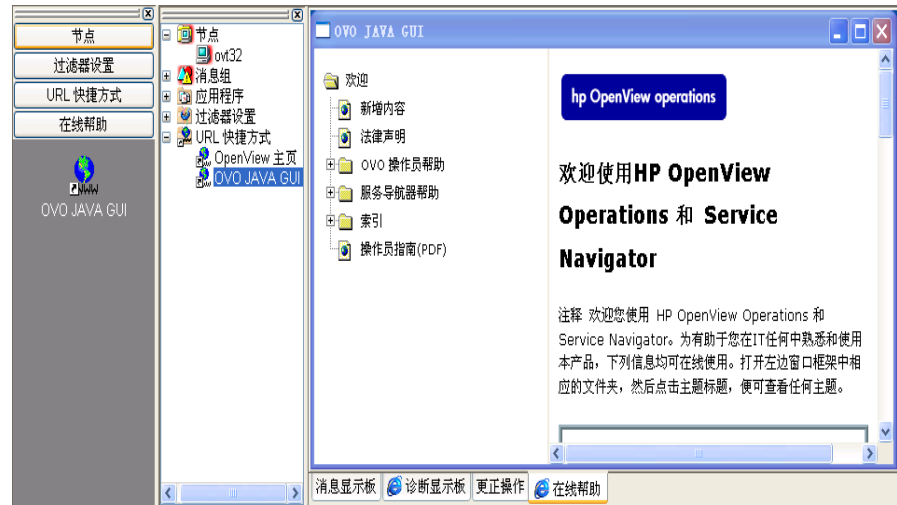 节点
过滤器设置
URL 快捷方式
在线帮助
OVO JAVA GUI
节点
ovt32
消息组
应用程序
过滤器设置
URL 快捷方式
OpenView 主页
OVO JAVA GUI
OVO JAVA GUI
欢迎
新增内容
法律声明
OVO 操作员帮助
服务导航器帮助
索引
操作员指南(PDF)
hp OpenView operations
欢迎使用HP OpenView
Operations 和 Service
Navigator
注释 欢迎您使用 HP OpenView Operations 和
Service Navigator。为有助于您在IT任何中熟悉和使用
本产品，下列信息均可在线使用。打开左边窗口框架中相
应的文件夹，然后点击主题标题，便可查看任何主题。
消息显示板
诊断显示板
更正操作
在线帮助